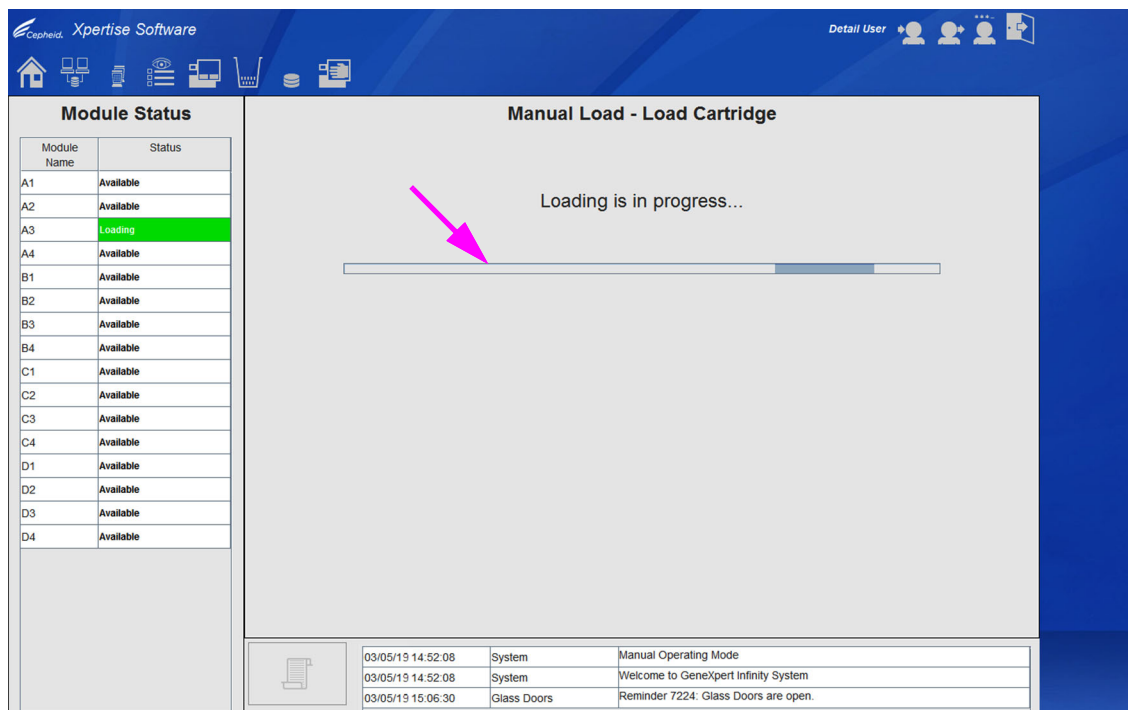 Cepheid. Xpertise Software
Detail User
Module Status
Module Name Status
A1 Available
A2 Available
A3 Loading
A4 Available
B1 Available
B2 Available
B3 Available
B4 Available
C1 Available
C2 Available
C3 Available
C4 Available
D1 Available
D2 Available
D3 Available
D4 Available
Manual Load - Load Cartridge
Loading is in progress...
03/05/19 14:52:08 System Manual Operating Mode
03/05/19 14:52:08 System Welcome to GeneXpert Infinity System
03/05/19 15:06:30 Glass Doors Reminder 7224: Glass Doors are open.